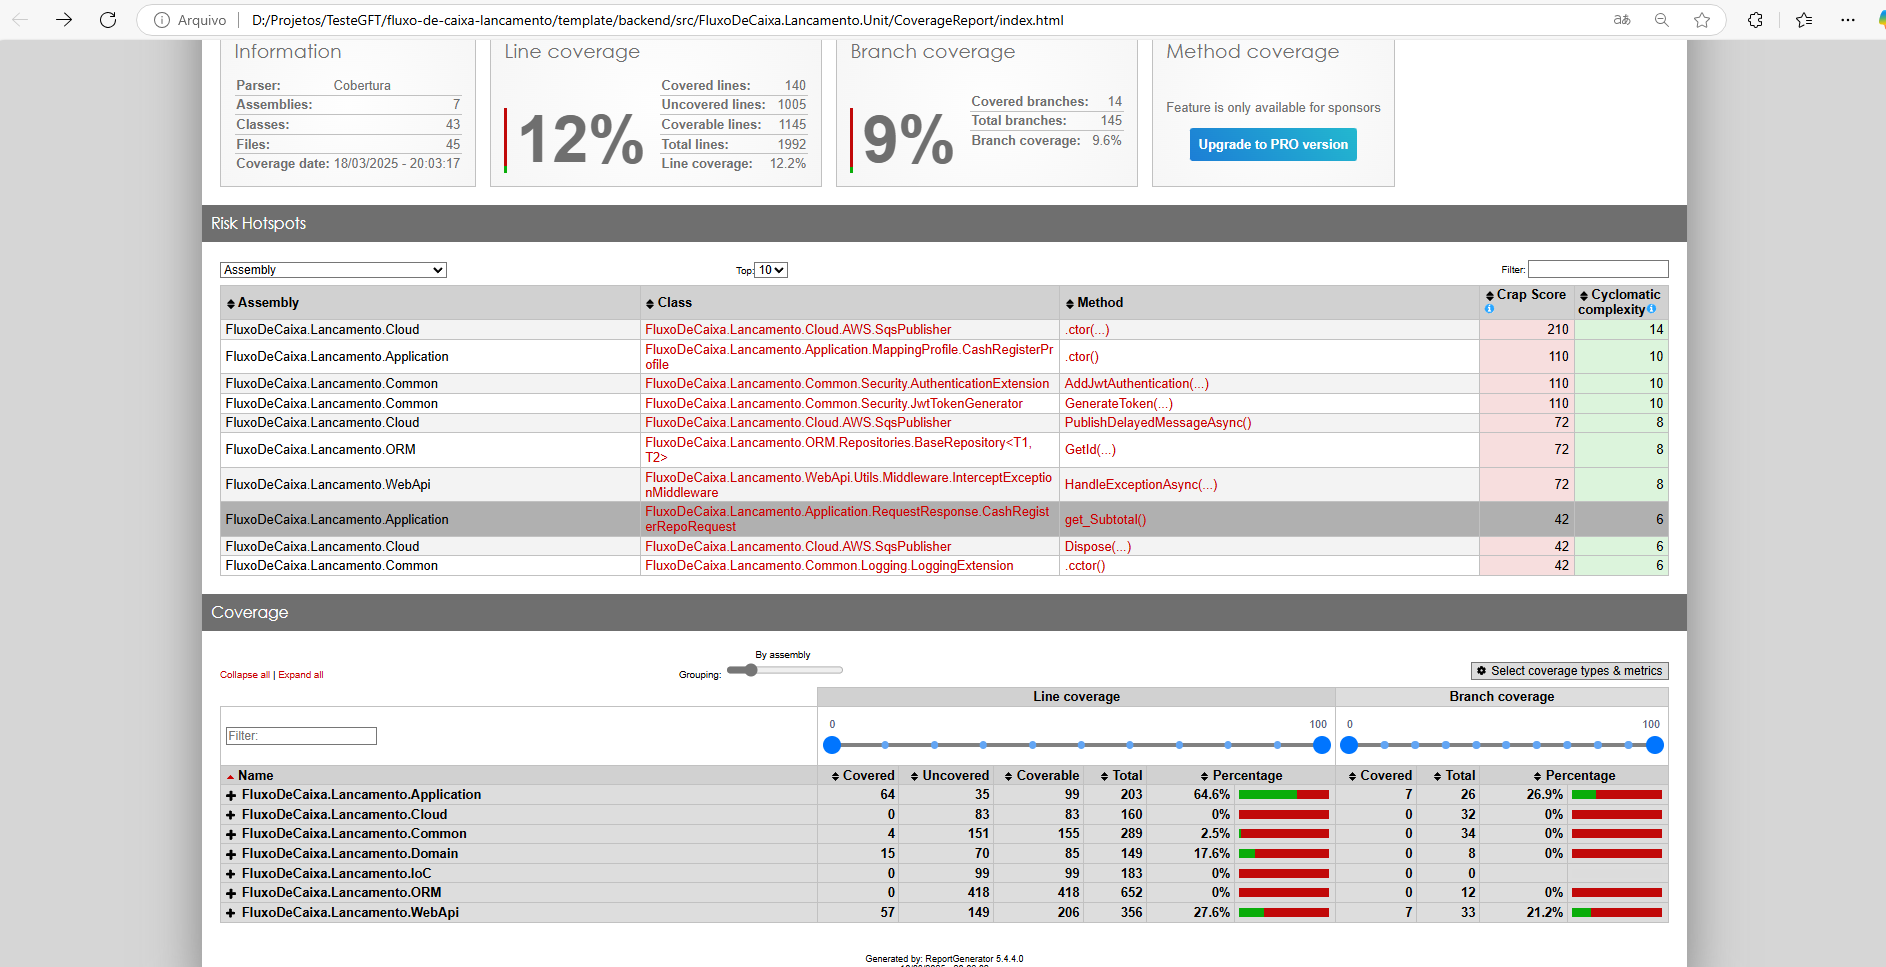 Arquivo D:/Projetos/TesteGFT/fluxo-de-caixa-lancamento/template/backend/src/FluxoDeCaixa.Lancamento.Unit/CoverageReport/index.html aあ
Information
Parser: Cobertura
Assemblies: 7
Classes: 43
Files: 45
Coverage date: 18/03/2025 - 20:03:17
Line coverage
12%
Covered lines: 140
Uncovered lines: 1005
Coverable lines: 1145
Total lines: 1992
Line coverage: 12.2%
Branch coverage
9%
Covered branches: 14
Total branches: 145
Branch coverage: 9.6%
Method coverage
Feature is only available for sponsors
Upgrade to PRO version
Risk Hotspots
Assembly Top: 10 Filter:
Assembly Class Method Crap Score Cyclomatic
complexity
FluxoDeCaixa.Lancamento.Cloud FluxoDeCaixa.Lancamento.Cloud.AWS.SqsPublisher .ctor(...) 210 14
FluxoDeCaixa.Lancamento.Application FluxoDeCaixa.Lancamento.Application.MappingProfile.CashRegisterPr
ofile .ctor() 110 10
FluxoDeCaixa.Lancamento.Common FluxoDeCaixa.Lancamento.Common.Security.AuthenticationExtension AddJwtAuthentication(...) 110 10
FluxoDeCaixa.Lancamento.Common FluxoDeCaixa.Lancamento.Common.Security.JwtTokenGenerator GenerateToken(...) 110 10
FluxoDeCaixa.Lancamento.Cloud FluxoDeCaixa.Lancamento.Cloud.AWS.SqsPublisher PublishDelayedMessageAsync() 72 8
FluxoDeCaixa.Lancamento.ORM FluxoDeCaixa.Lancamento.ORM.Repositories.BaseRepository<T1,
T2> GetId(...) 72 8
FluxoDeCaixa.Lancamento.WebApi FluxoDeCaixa.Lancamento.WebApi.Utils.Middleware.InterceptExceptio
nMiddleware HandleExceptionAsync(...) 72 8
FluxoDeCaixa.Lancamento.Application FluxoDeCaixa.Lancamento.Application.RequestResponse.CashRegist
erRepoRequest get_Subtotal() 42 6
FluxoDeCaixa.Lancamento.Cloud FluxoDeCaixa.Lancamento.Cloud.AWS.SqsPublisher Dispose(...) 42 6
FluxoDeCaixa.Lancamento.Common FluxoDeCaixa.Lancamento.Common.Logging.LoggingExtension .cctor() 42 6
Coverage
By assembly
Collapse all | Expand all Grouping: Select coverage types & metrics
Line coverage Branch coverage
0 100 0 100
Filter:
Name Covered Uncovered Coverable Total Percentage Covered Total Percentage
FluxoDeCaixa.Lancamento.Application 64 35 99 203 64.6% 7 26 26.9%
FluxoDeCaixa.Lancamento.Cloud 0 83 83 160 0% 0 32 0%
FluxoDeCaixa.Lancamento.Common 4 151 155 289 2.5% 0 34 0%
FluxoDeCaixa.Lancamento.Domain 15 70 85 149 17.6% 0 8 0%
FluxoDeCaixa.Lancamento.IoC 0 99 99 183 0% 0 0
FluxoDeCaixa.Lancamento.ORM 0 418 418 652 0% 0 12 0%
FluxoDeCaixa.Lancamento.WebApi 57 149 206 356 27.6% 7 33 21.2%
Generated by: ReportGenerator 5.4.4.0